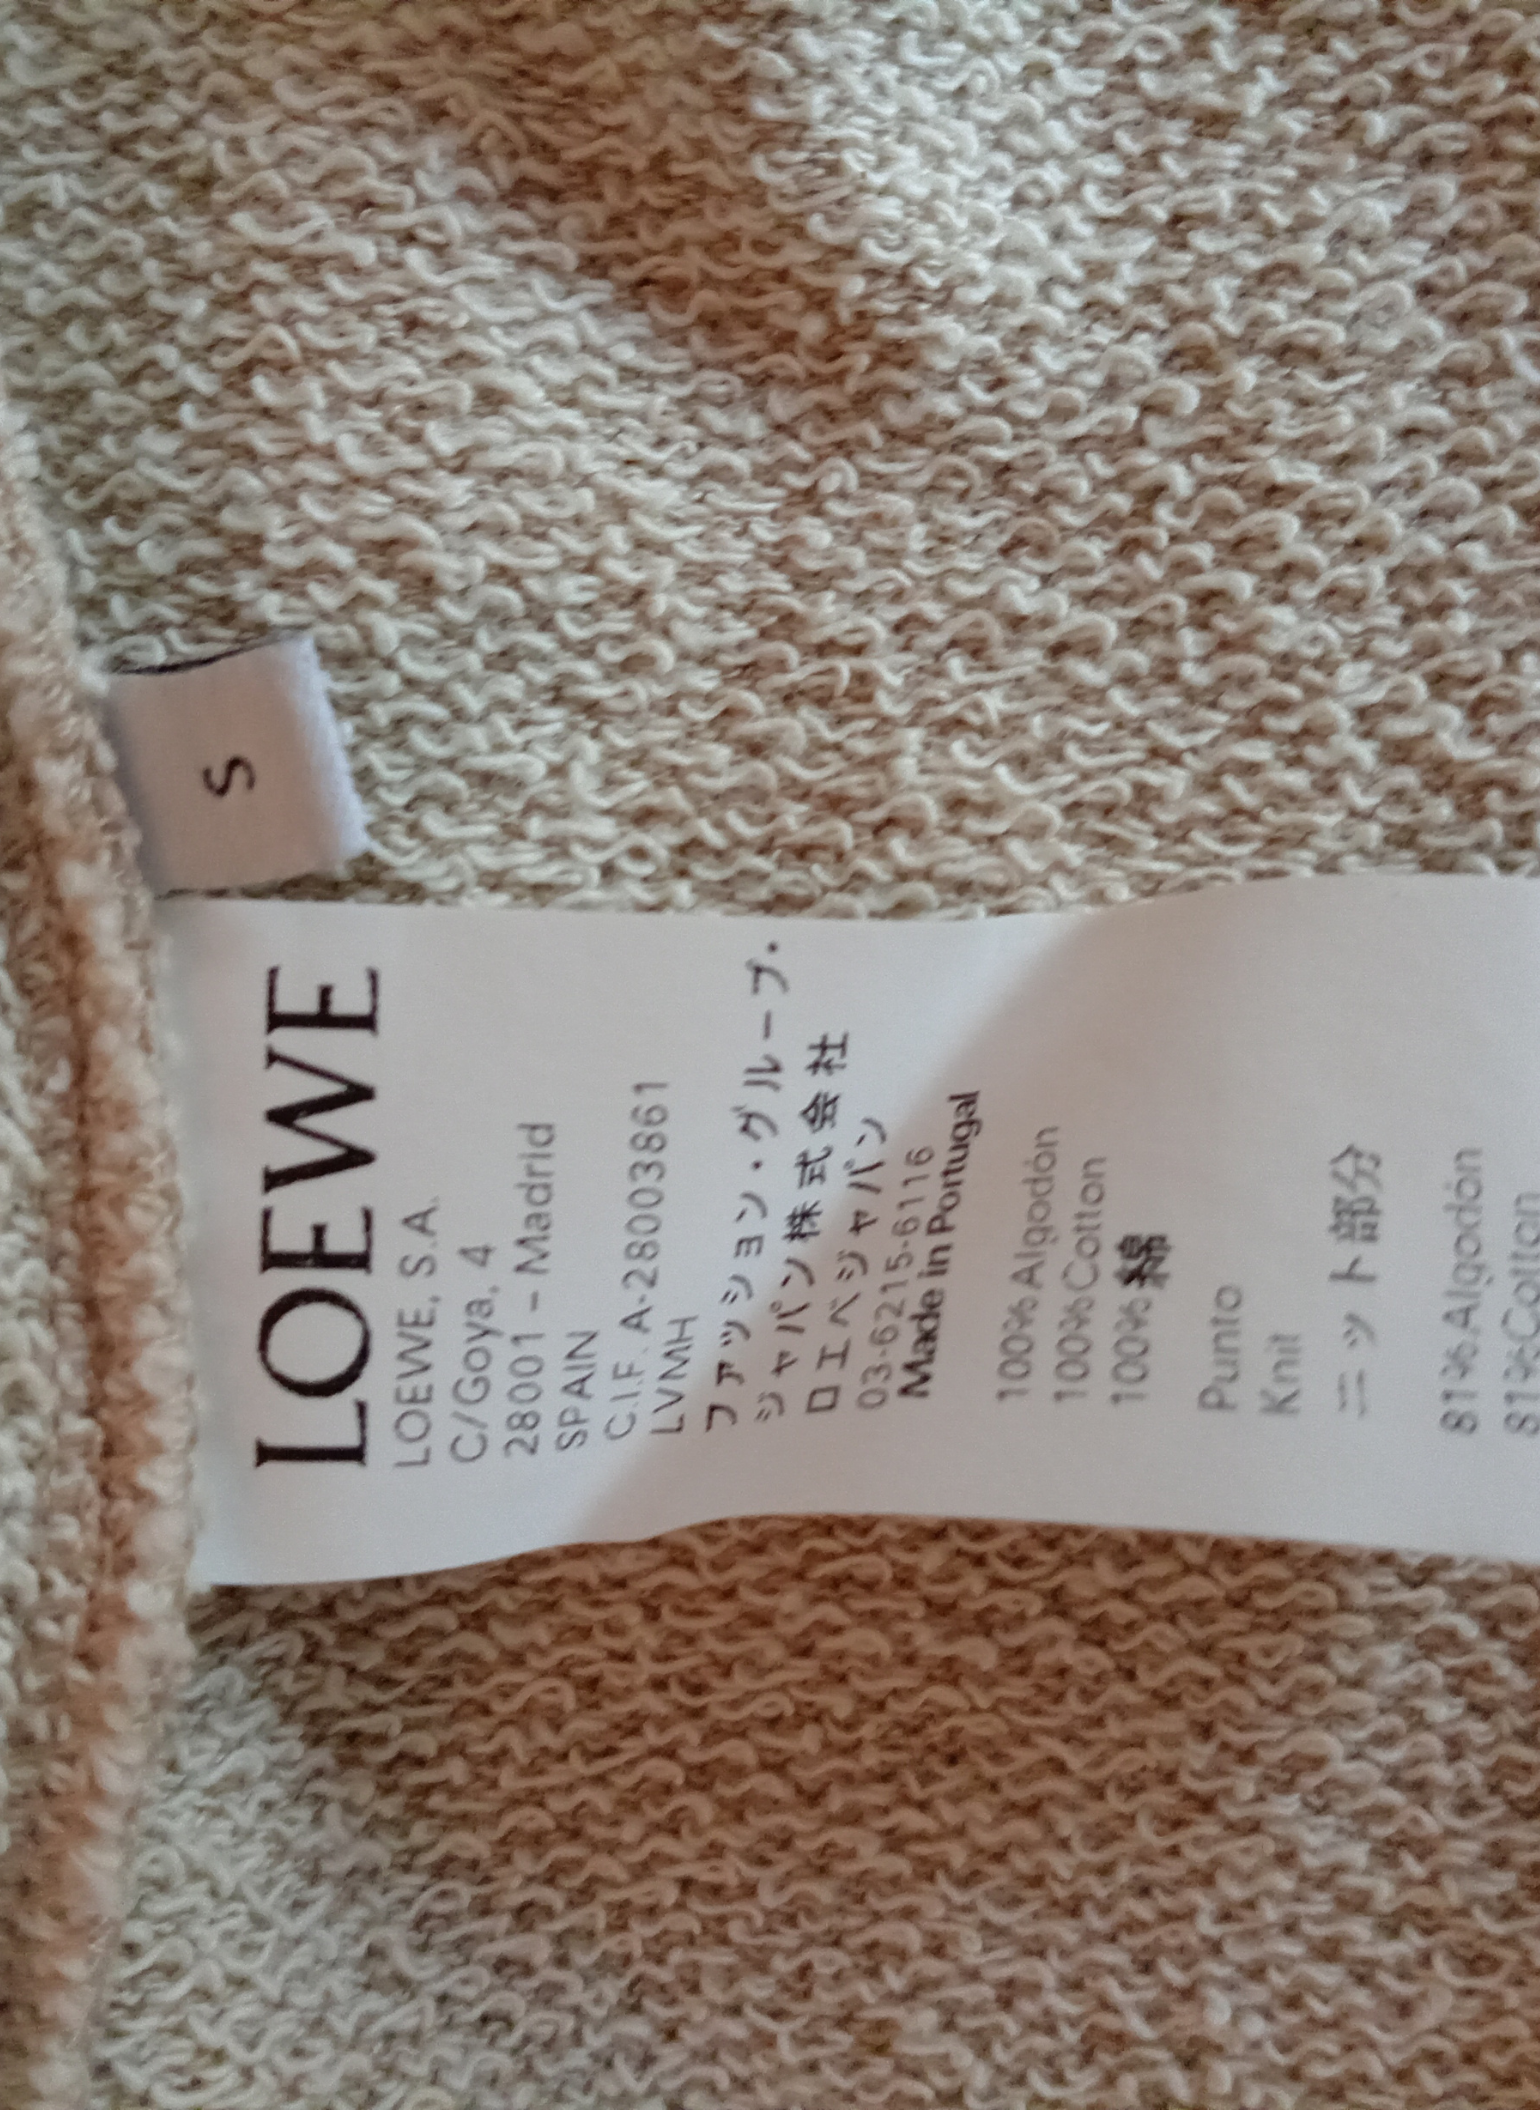 S
LOEWE
LOEWE, S.A.
C/Goya, 4
28001 - Madrid
SPAIN
C.I.F. A-28003861
LVMH
ファッション・グループ・
ジャパン株式会社
ロエベジャパン
03-6215-6116
Made in Portugal
100% Algodón
100% Cotton
100% 綿
Punto
Knit
ニット部分
81% Algodón
81% Cotton